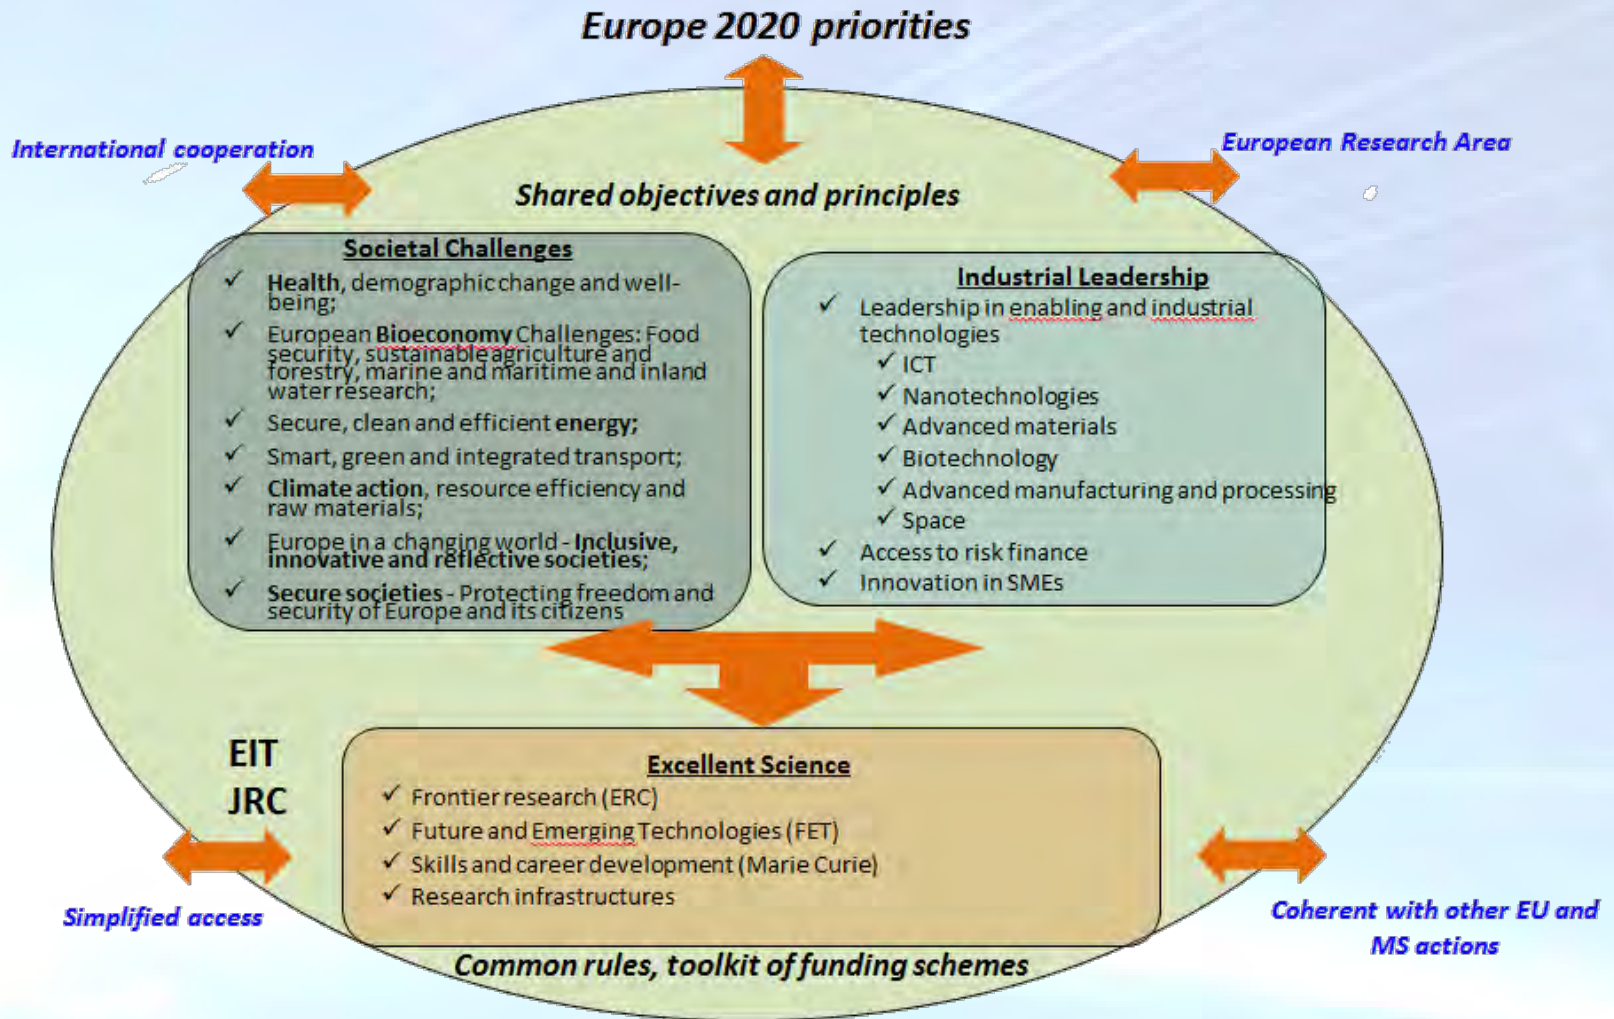 Europe 2020 priorities
International cooperation
European Research Area
Shared objectives and principles
Societal Challenges
✓ Health, demographic change and well-
being;
✓ European Bioeconomy Challenges: Food
security, sustainable agriculture and
forestry, marine and maritime and inland
water research;
✓ Secure, clean and efficient energy;
✓ Smart, green and integrated transport;
✓ Climate action, resource efficiency and
raw materials;
✓ Europe in a changing world - Inclusive,
innovative and reflective societies;
✓ Secure societies - Protecting freedom and
security of Europe and its citizens
Industrial Leadership
✓ Leadership in enabling and industrial
technologies
✓ ICT
✓ Nanotechnologies
✓ Advanced materials
✓ Biotechnology
✓ Advanced manufacturing and processing
✓ Space
✓ Access to risk finance
✓ Innovation in SMEs
EIT
JRC
Excellent Science
✓ Frontier research (ERC)
✓ Future and Emerging Technologies (FET)
✓ Skills and career development (Marie Curie)
✓ Research infrastructures
Simplified access
Coherent with other EU and
MS actions
Common rules, toolkit of funding schemes